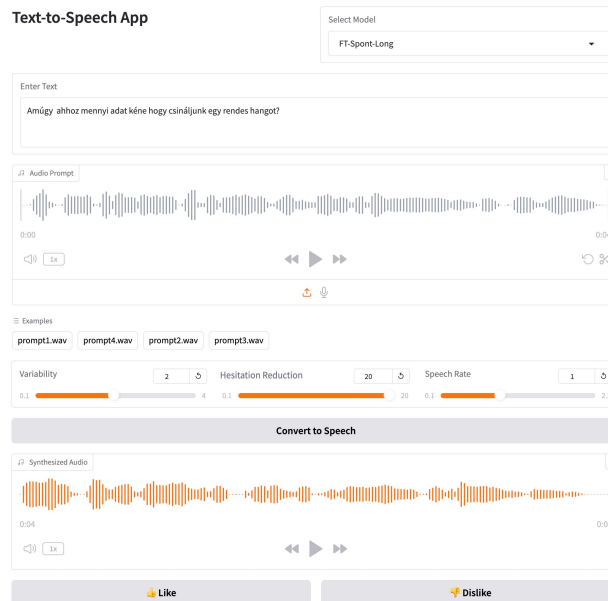 Text-to-Speech App
Select Model
FT-Spont-Long
Enter Text
Amúgy  ahhoz mennyi adat kéne hogy csináljunk egy rendes hangot?
Audio Prompt
0:00
1x
Examples
prompt1.wav prompt4.wav prompt2.wav prompt3.wav
Variability 2 Hesitation Reduction 20 Speech Rate 1
0.1 4 0.1 20 0.1
Convert to Speech
Synthesized Audio
0:04
1x
👍 Like 👎 Dislike